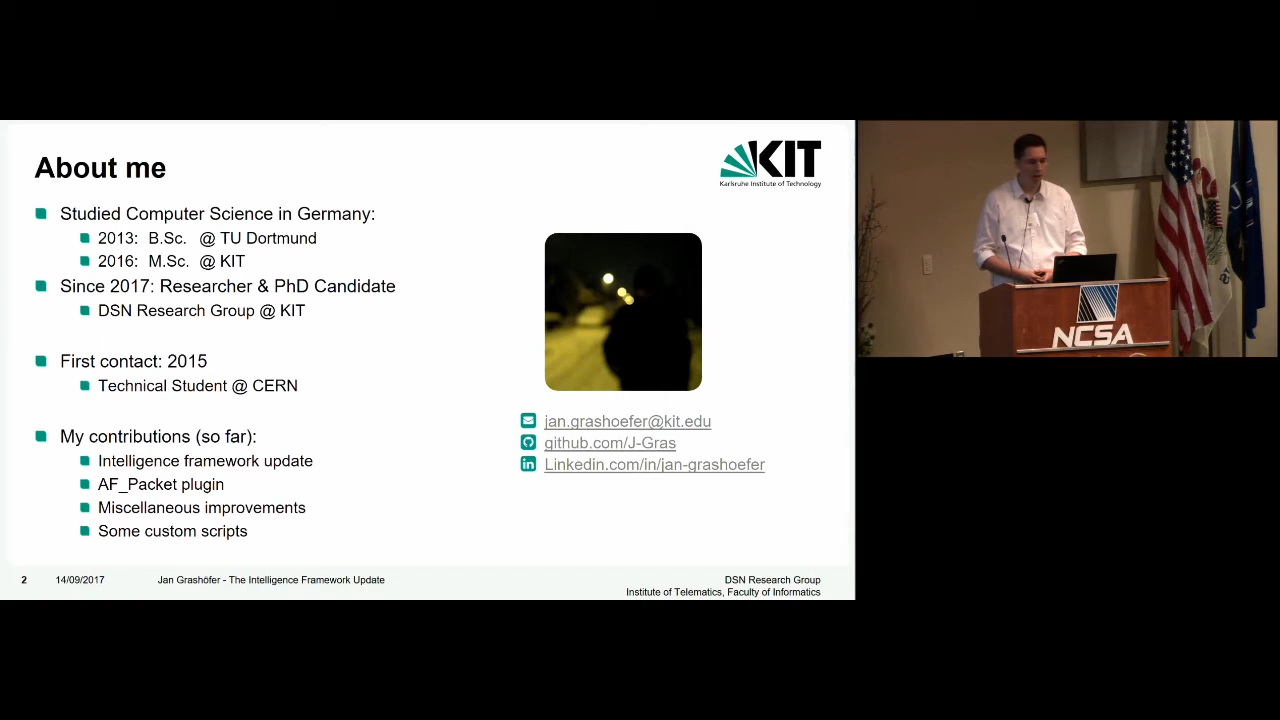 About me
KIT
Karlsruhe Institute of Technology
Studied Computer Science in Germany:
2013: B.Sc. @ TU Dortmund
2016: M.Sc. @ KIT
Since 2017: Researcher & PhD Candidate
DSN Research Group @ KIT
First contact: 2015
Technical Student @ CERN
My contributions (so far):
Intelligence framework update
AF_Packet plugin
Miscellaneous improvements
Some custom scripts
jan.grashoefer@kit.edu
github.com/J-Gras
Linkedin.com/in/jan-grashoefer
2 14/09/2017 Jan Grashöfer - The Intelligence Framework Update
DSN Research Group
Institute of Telematics, Faculty of Informatics
NCSA